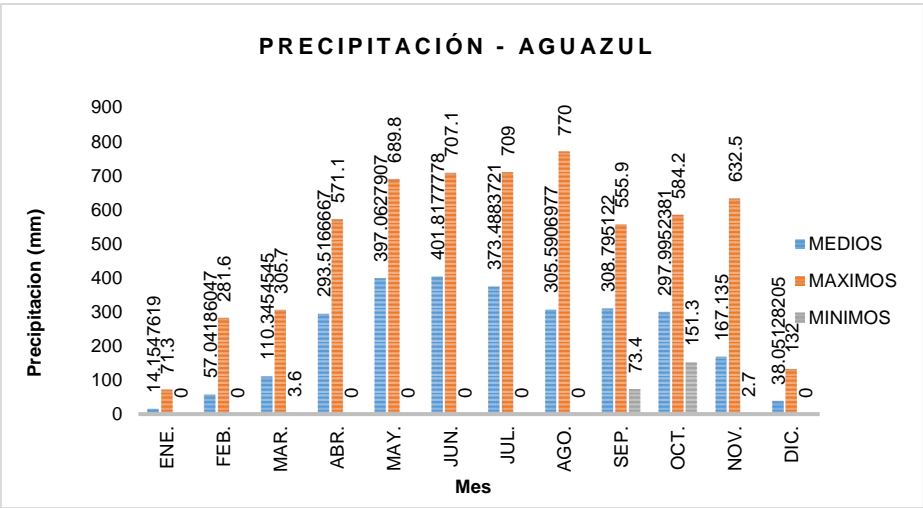 PRECIPITACIÓN - AGUAZUL
Precipitacion (mm)
900
800
700
600
500
400
300
200
100
0
14.1547619
71.3
0
57.04186047
281.6
0
110.3454545
305.7
3.6
293.5166667
571.1
0
397.0627907
689.8
0
401.8177778
707.1
0
373.4883721
709
0
305.5906977
770
0
308.795122
555.9
73.4
297.9952381
584.2
151.3
167.135
632.5
2.7
38.05128205
132
0
ENE.
FEB.
MAR.
ABR.
MAY.
JUN.
JUL.
AGO.
SEP.
OCT.
NOV.
DIC.
Mes
MEDIOS
MAXIMOS
MINIMOS